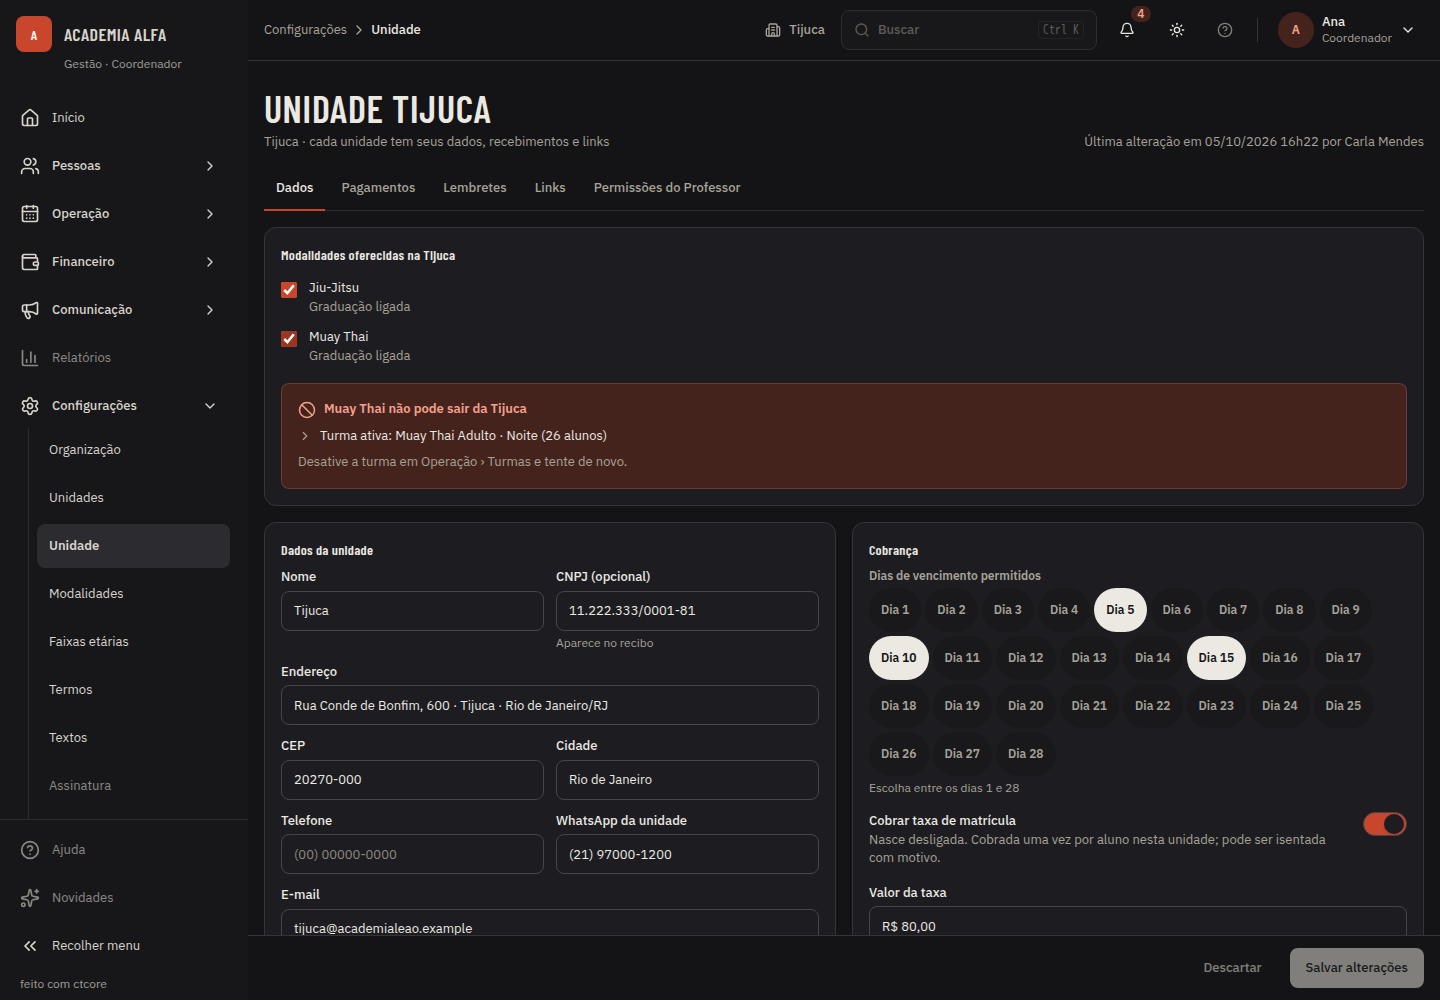 A
ACADEMIA ALFA
Gestão · Coordenador
Início
Pessoas
Operação
Financeiro
Comunicação
Relatórios
Configurações
Organização
Unidades
Unidade
Modalidades
Faixas etárias
Termos
Textos
Assinatura
Ajuda
Novidades
Recolher menu
feito com ctcore
Configurações > Unidade
Tijuca
Buscar
Ctrl K
4
A
Ana
Coordenador
UNIDADE TIJUCA
Tijuca · cada unidade tem seus dados, recebimentos e links
Última alteração em 05/10/2026 16h22 por Carla Mendes
Dados
Pagamentos
Lembretes
Links
Permissões do Professor
Modalidades oferecidas na Tijuca
Jiu-Jitsu
Graduação ligada
Muay Thai
Graduação ligada
Muay Thai não pode sair da Tijuca
Turma ativa: Muay Thai Adulto · Noite (26 alunos)
Desative a turma em Operação › Turmas e tente de novo.
Dados da unidade
Nome
Tijuca
CNPJ (opcional)
11.222.333/0001-81
Aparece no recibo
Endereço
Rua Conde de Bonfim, 600 · Tijuca · Rio de Janeiro/RJ
CEP
20270-000
Cidade
Rio de Janeiro
Telefone
(00) 00000-0000
WhatsApp da unidade
(21) 97000-1200
E-mail
tijuca@academialeao.example
Cobrança
Dias de vencimento permitidos
Dia 1 Dia 2 Dia 3 Dia 4 Dia 5 Dia 6 Dia 7 Dia 8 Dia 9
Dia 10 Dia 11 Dia 12 Dia 13 Dia 14 Dia 15 Dia 16 Dia 17
Dia 18 Dia 19 Dia 20 Dia 21 Dia 22 Dia 23 Dia 24 Dia 25
Dia 26 Dia 27 Dia 28
Escolha entre os dias 1 e 28
Cobrar taxa de matrícula
Nasce desligada. Cobrada uma vez por aluno nesta unidade; pode ser isentada
com motivo.
Valor da taxa
R$ 80,00
Descartar
Salvar alterações